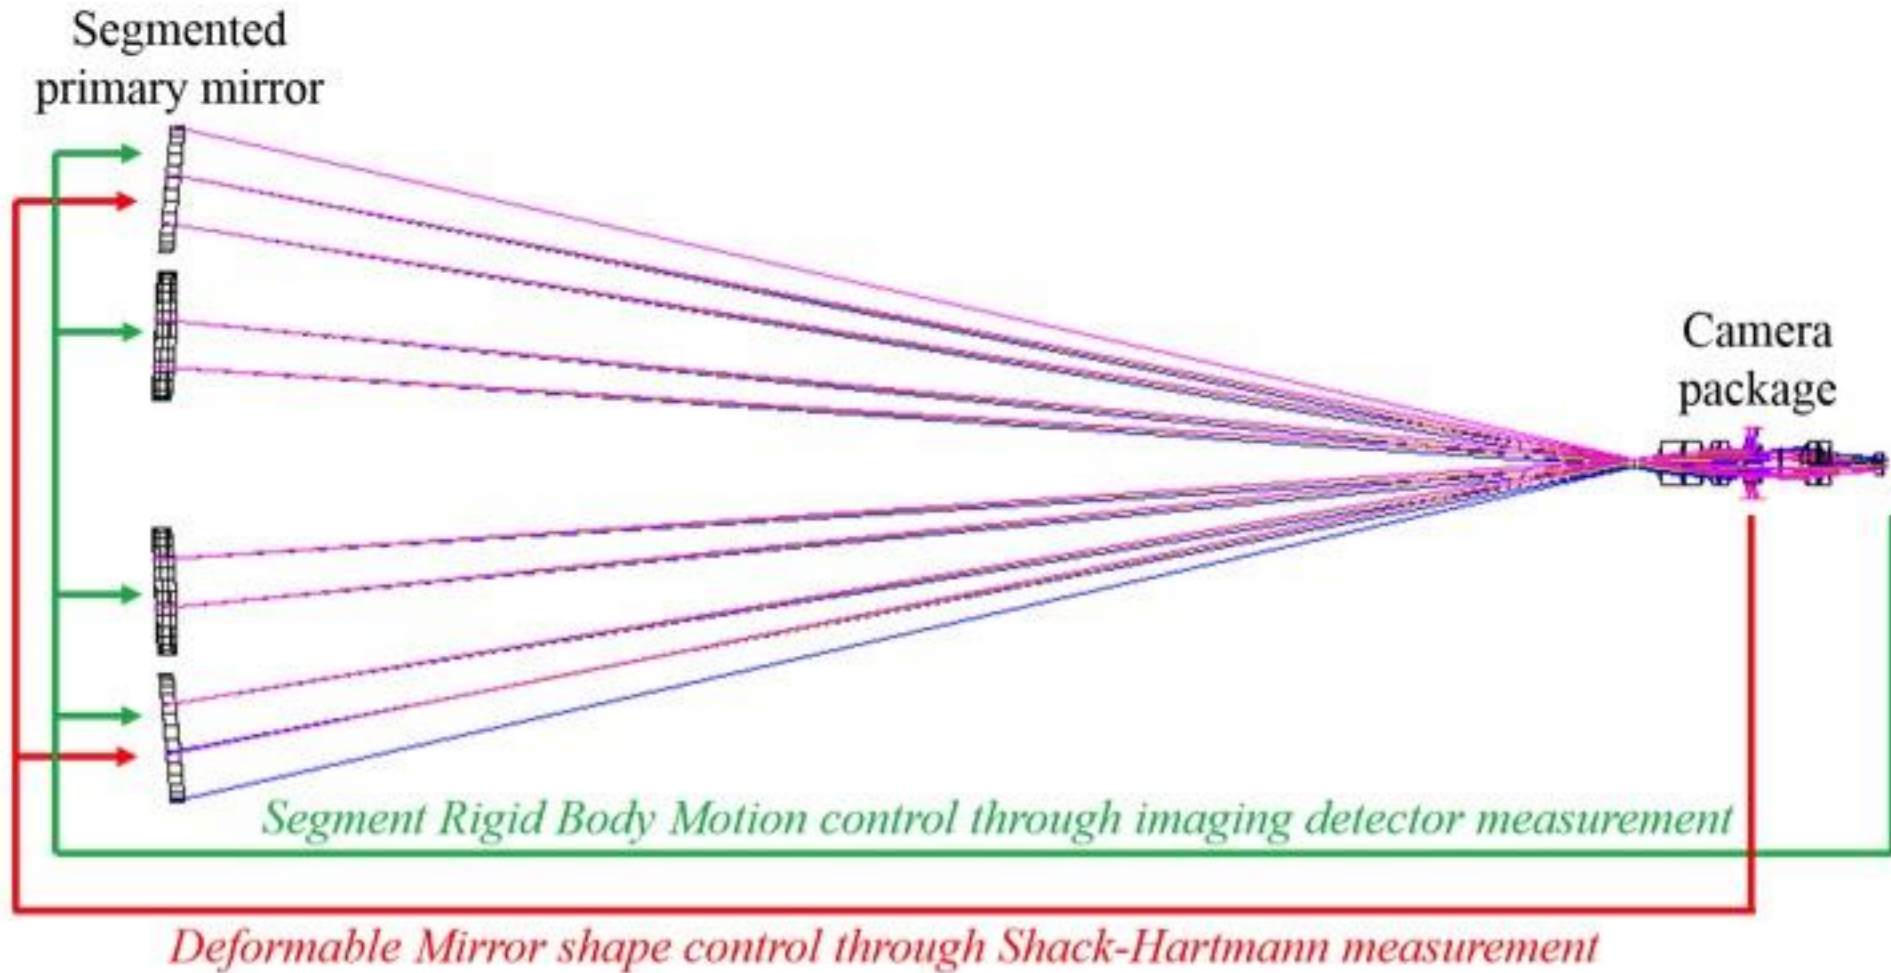 Segmented
primary mirror
Camera
package
Segment Rigid Body Motion control through imaging detector measurement
Deformable Mirror shape control through Shack-Hartmann measurement